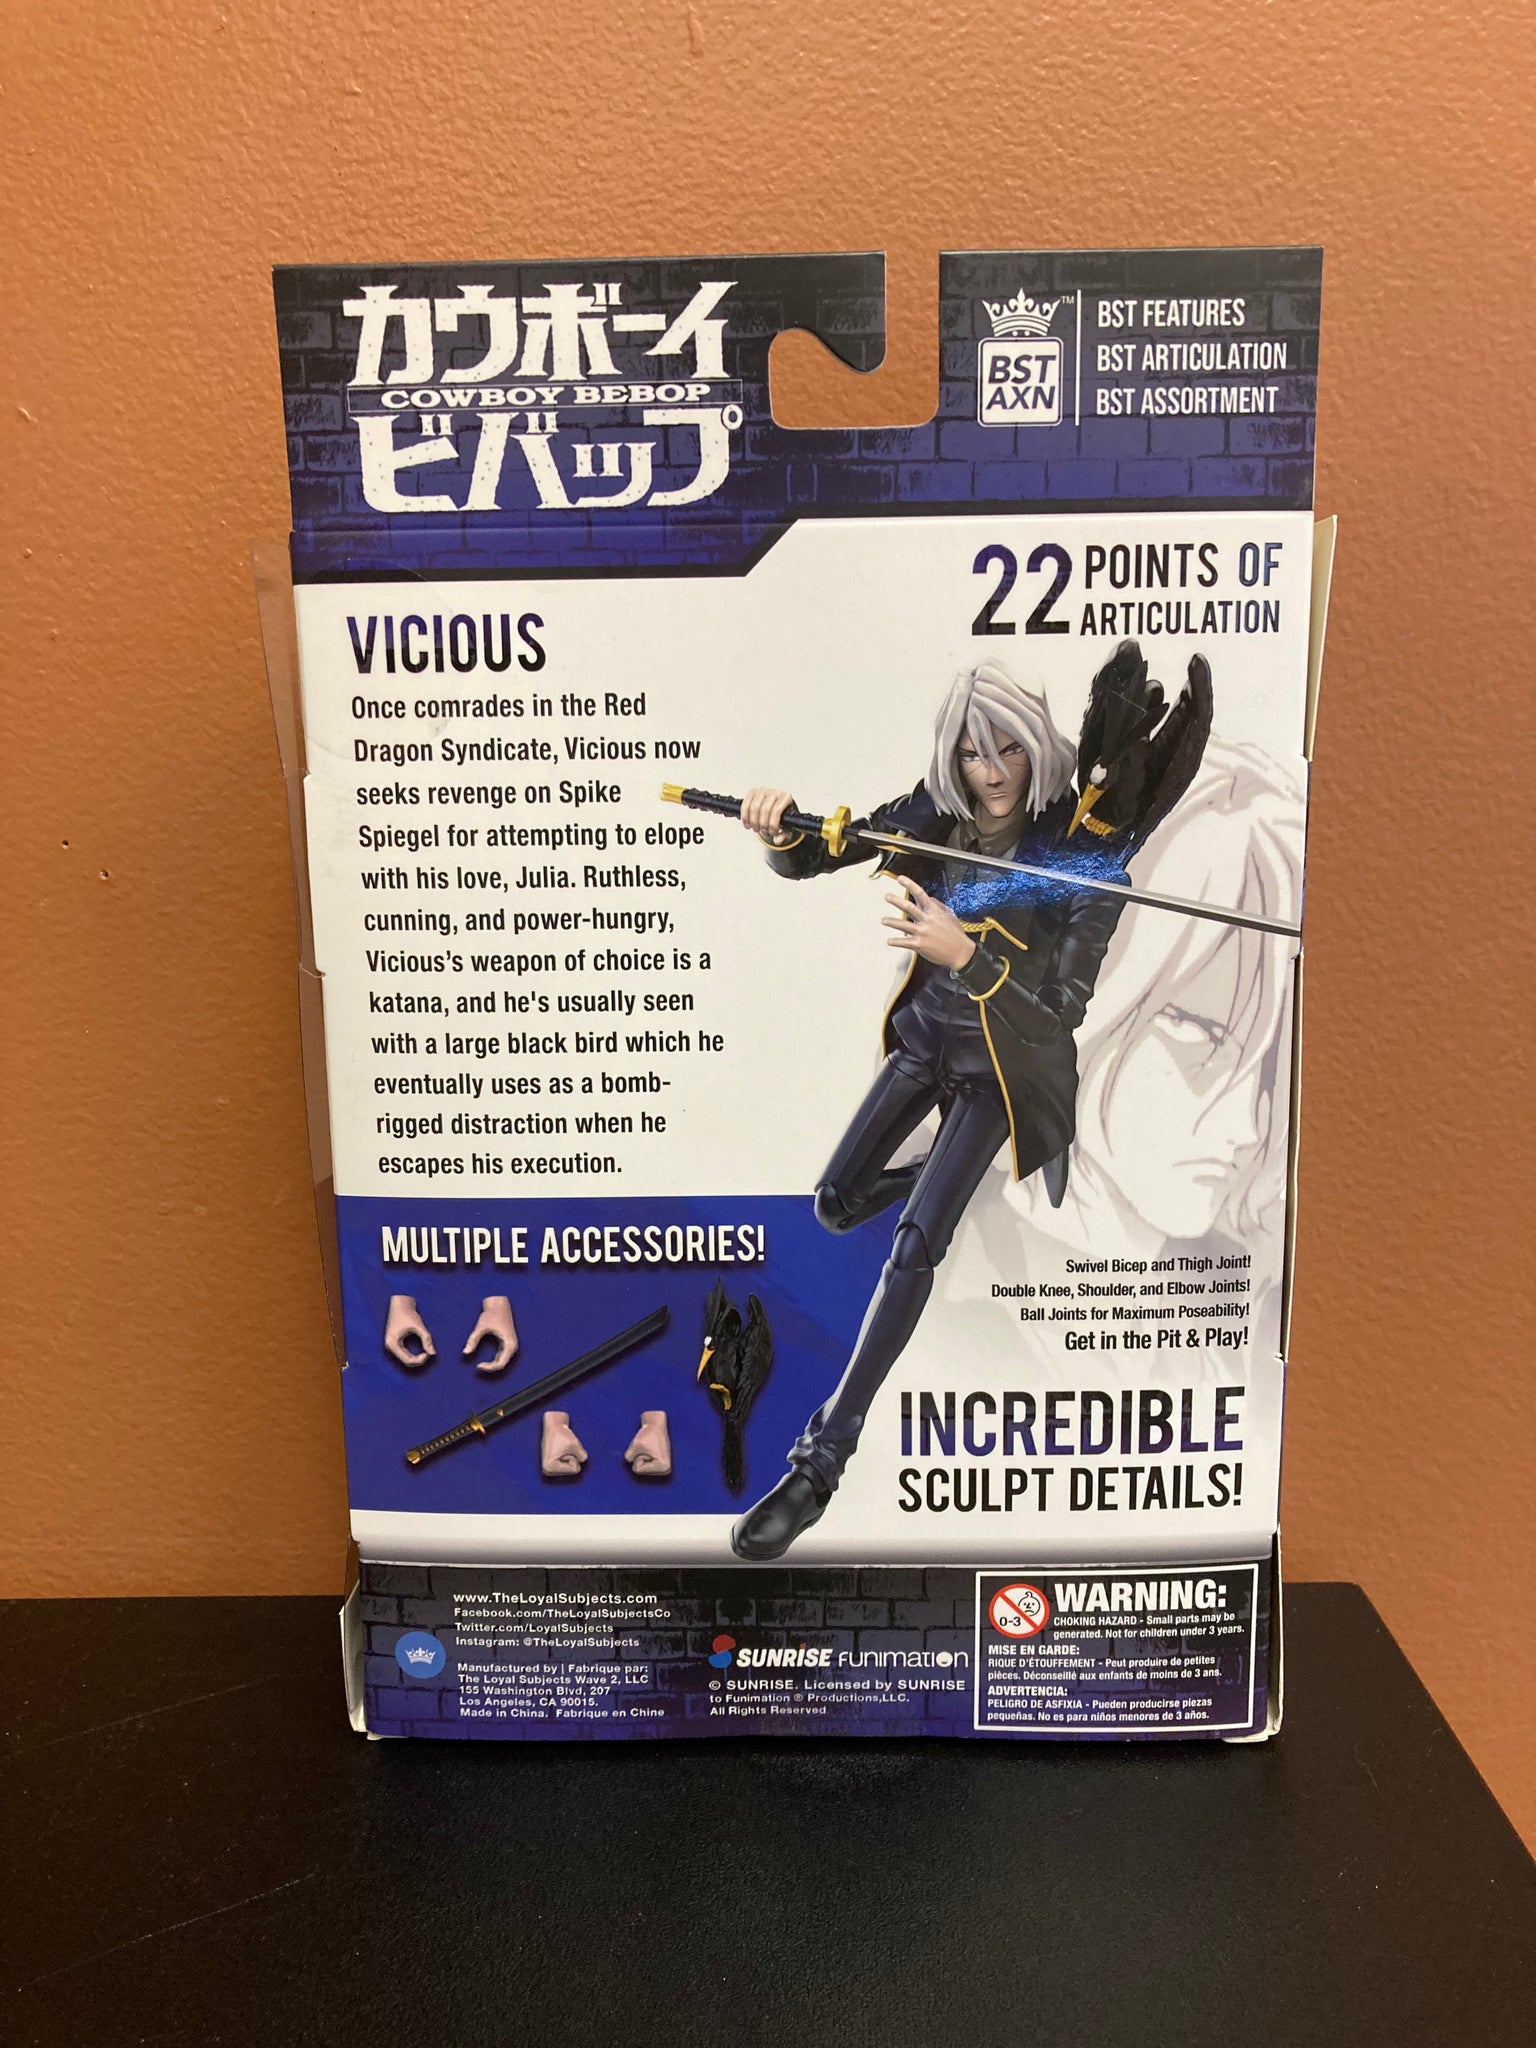 カウボーイ
COWBOY BEBOP
ビバップ
TM
BST
AXN
BST FEATURES
BST ARTICULATION
BST ASSORTMENT
22 POINTS OF
ARTICULATION
VICIOUS
Once comrades in the Red
Dragon Syndicate, Vicious now
seeks revenge on Spike
Spiegel for attempting to elope
with his love, Julia. Ruthless,
cunning, and power-hungry,
Vicious's weapon of choice is a
katana, and he's usually seen
with a large black bird which he
eventually uses as a bomb-
rigged distraction when he
escapes his execution.
MULTIPLE ACCESSORIES!
Swivel Bicep and Thigh Joint!
Double Knee, Shoulder, and Elbow Joints!
Ball Joints for Maximum Poseability!
Get in the Pit & Play!
INCREDIBLE
SCULPT DETAILS!
www.TheLoyalSubjects.com
Facebook.com/TheLoyalSubjectsCo
Twitter.com/LoyalSubjects
Instagram: @TheLoyalSubjects
Manufactured by | Fabrique par:
The Loyal Subjects Wave 2, LLC
155 Washington Blvd, 207
Los Angeles, CA 90015.
Made in China. Fabrique en Chine
SUNRISE FUNIMATION
© SUNRISE. Licensed by SUNRISE
to Funimation ® Productions,LLC.
All Rights Reserved
0-3
WARNING:
CHOKING HAZARD - Small parts may be
generated. Not for children under 3 years.
MISE EN GARDE:
RIQUE D'ÉTOUFFEMENT - Peut produire de petites
pièces. Déconseillé aux enfants de moins de 3 ans.
ADVERTENCIA:
PELIGRO DE ASFIXIA - Pueden producirse piezas
pequeñas. No es para niños menores de 3 años.